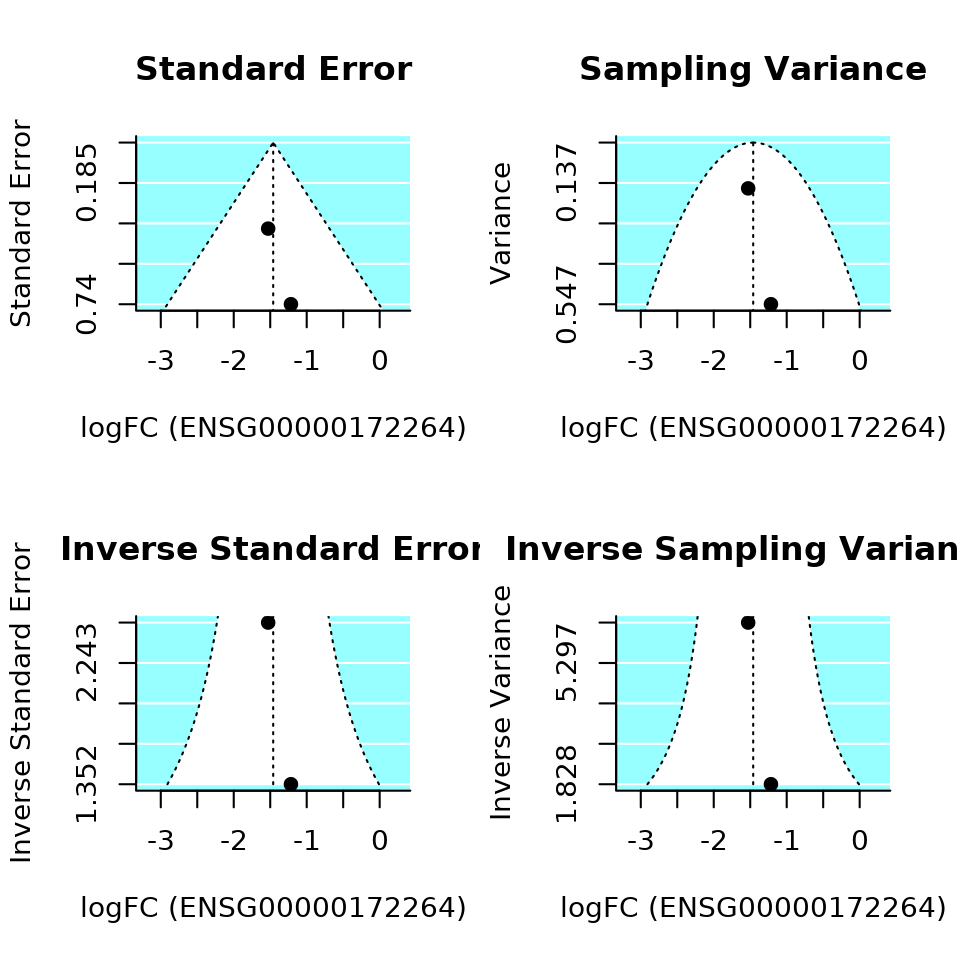 Standard Error
Standard Error
0.185
0.74
-3 -2 -1 0
logFC (ENSG00000172264)
Sampling Variance
Variance
0.137
0.547
-3 -2 -1 0
logFC (ENSG00000172264)
Inverse Standard Error
Inverse Standard Error
2.243
1.352
-3 -2 -1 0
logFC (ENSG00000172264)
Inverse Sampling Varian
Inverse Variance
5.297
1.828
-3 -2 -1 0
logFC (ENSG00000172264)